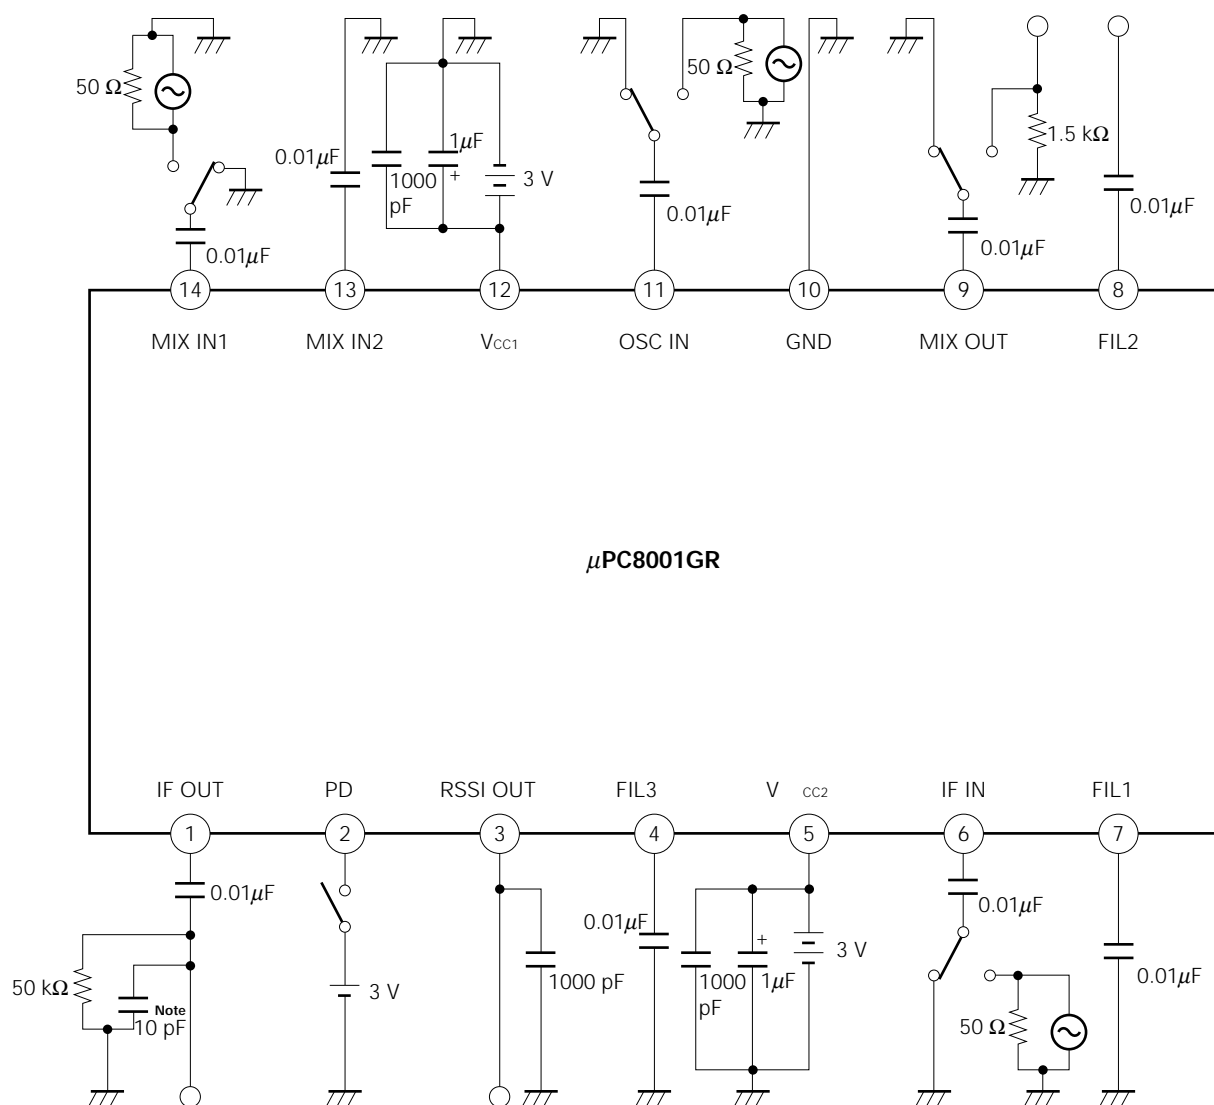 50 Ω
0.01μF
0.01μF
1000
pF
1μF
+
3 V
0.01μF
50 Ω
0.01μF
1.5 kΩ
0.01μF
14
13
12
11
10
9
8
MIX IN1
MIX IN2
VCC1
OSC IN
GND
MIX OUT
FIL2
μPC8001GR
IF OUT
PD
RSSI OUT
FIL3
V CC2
IF IN
FIL1
1
2
3
4
5
6
7
0.01μF
50 kΩ
Note
10 pF
3 V
1000 pF
0.01μF
1000
pF
+
1μF
3 V
0.01μF
50 Ω
0.01μF